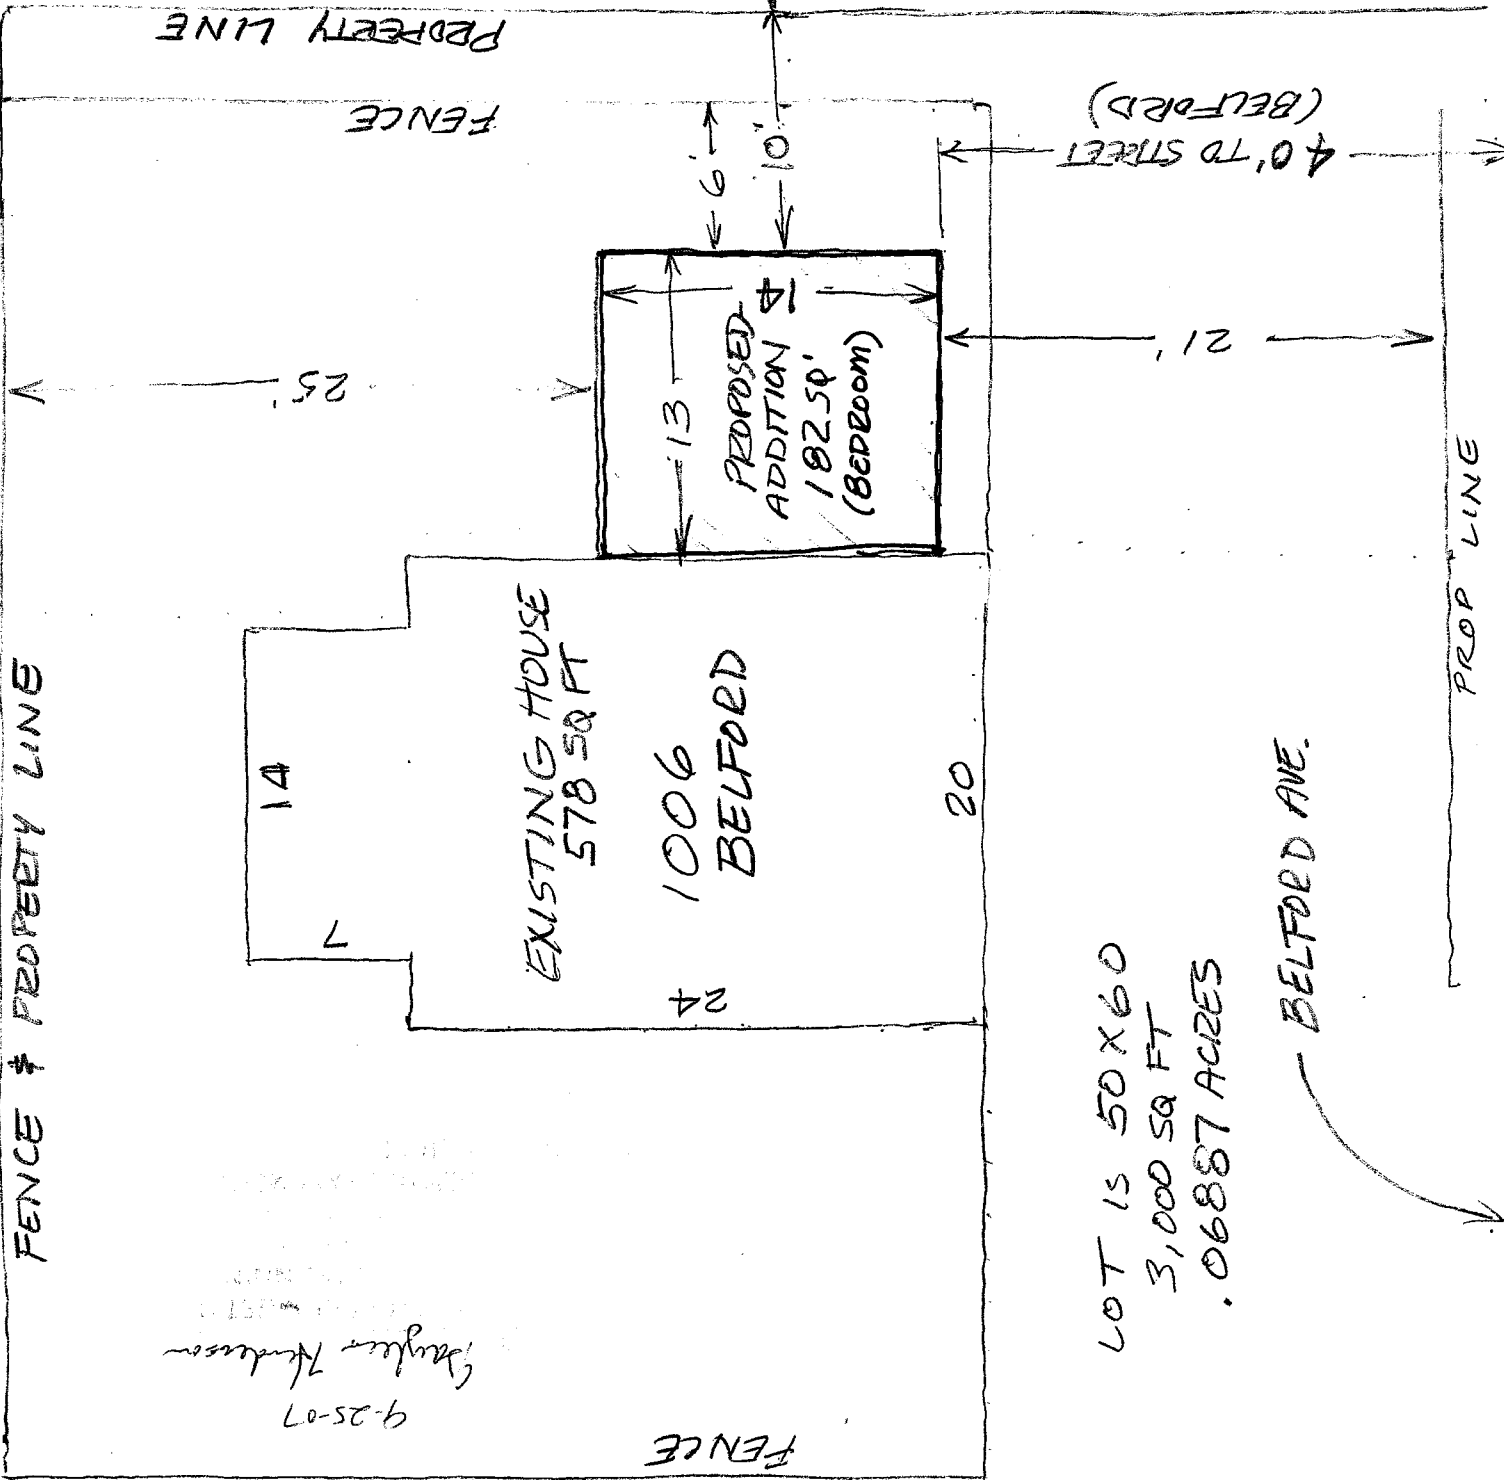 PROPERTY LINE
FENCE
(BELFORD)
40' TO STREET
6'
10'
25'
13
14
PROPOSED
ADDITION
182 SQ'
(BEDROOM)
21'
PROP LINE
FENCE & PROPERTY LINE
14
7
EXISTING HOUSE
578 SQ FT
1006
BELFORD
24
20
LOT IS 50X60
3,000 SQ FT
.06887 ACRES
BELFORD AVE.
Henderson
9-25-07
FENCE